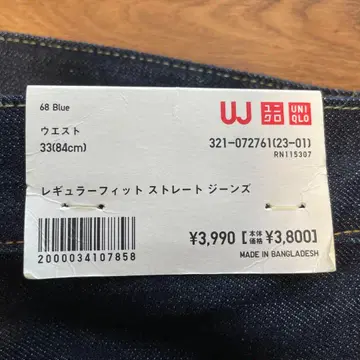 68 Blue
ウエスト
33(84cm)
UJ
ユニ
クロ
UNI
QLO
321-072761(23-01)
RN115307
レギュラーフィット ストレート ジーンズ
¥3,990 [本体価格 ¥3,800]
2000034107858
MADE IN BANGLADESH